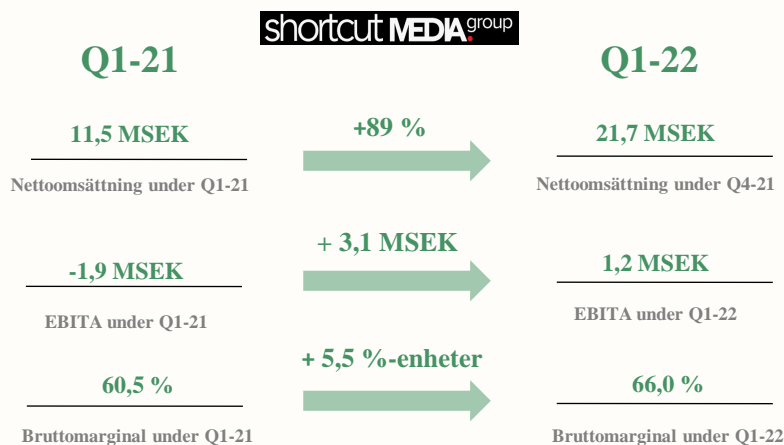 shortcut MEDIA.group
Q1-21
Q1-22
11,5 MSEK
+89 %
21,7 MSEK
Nettoomsättning under Q1-21
Nettoomsättning under Q4-21
-1,9 MSEK
+ 3,1 MSEK
1,2 MSEK
EBITA under Q1-21
EBITA under Q1-22
60,5 %
+ 5,5 %-enheter
66,0 %
Bruttomarginal under Q1-21
Bruttomarginal under Q1-22